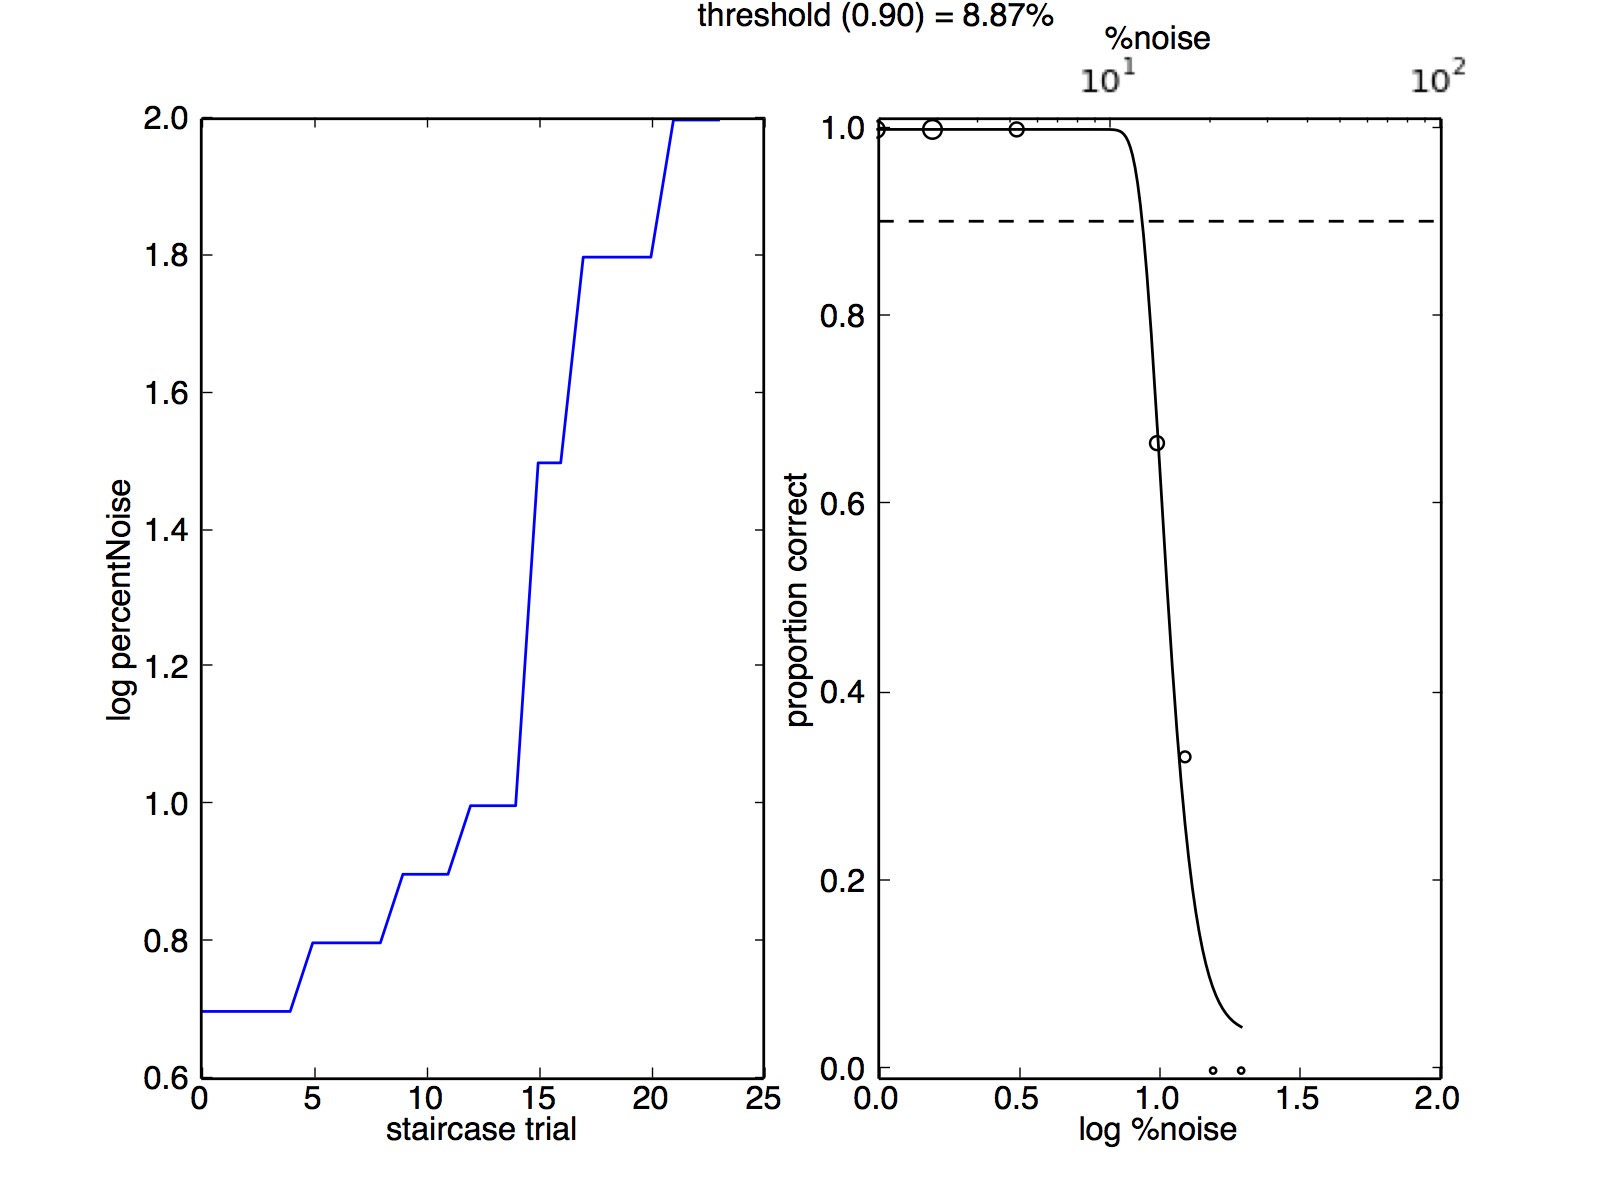 threshold (0.90) = 8.87%
%noise
10¹ 10²
2.0
1.8
1.6
1.4
1.2
1.0
0.8
0.6
0 5 10 15 20 25
staircase trial
log percentNoise
1.0
0.8
0.6
0.4
0.2
0.0
0.0 0.5 1.0 1.5 2.0
log %noise
proportion correct